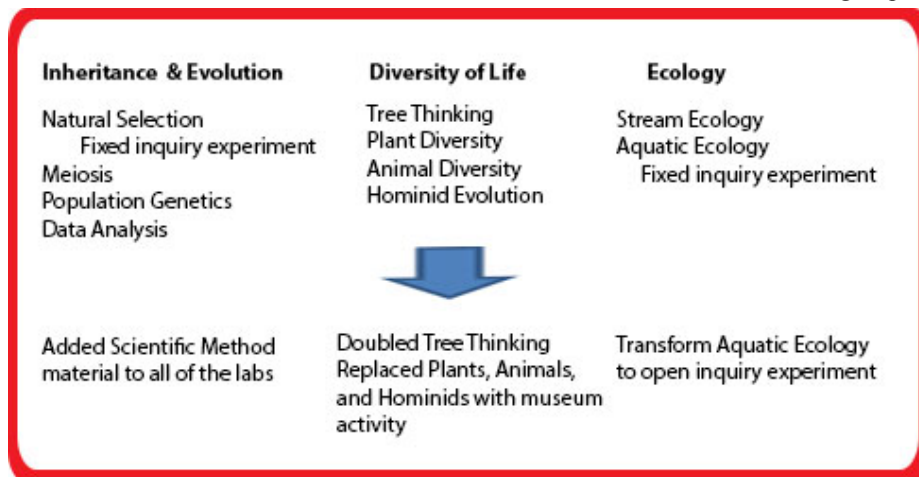 Inheritance & Evolution
Natural Selection
Fixed inquiry experiment
Meiosis
Population Genetics
Data Analysis
Diversity of Life
Tree Thinking
Plant Diversity
Animal Diversity
Hominid Evolution
Ecology
Stream Ecology
Aquatic Ecology
Fixed inquiry experiment
Added Scientific Method
material to all of the labs
Doubled Tree Thinking
Replaced Plants, Animals,
and Hominids with museum
activity
Transform Aquatic Ecology
to open inquiry experiment